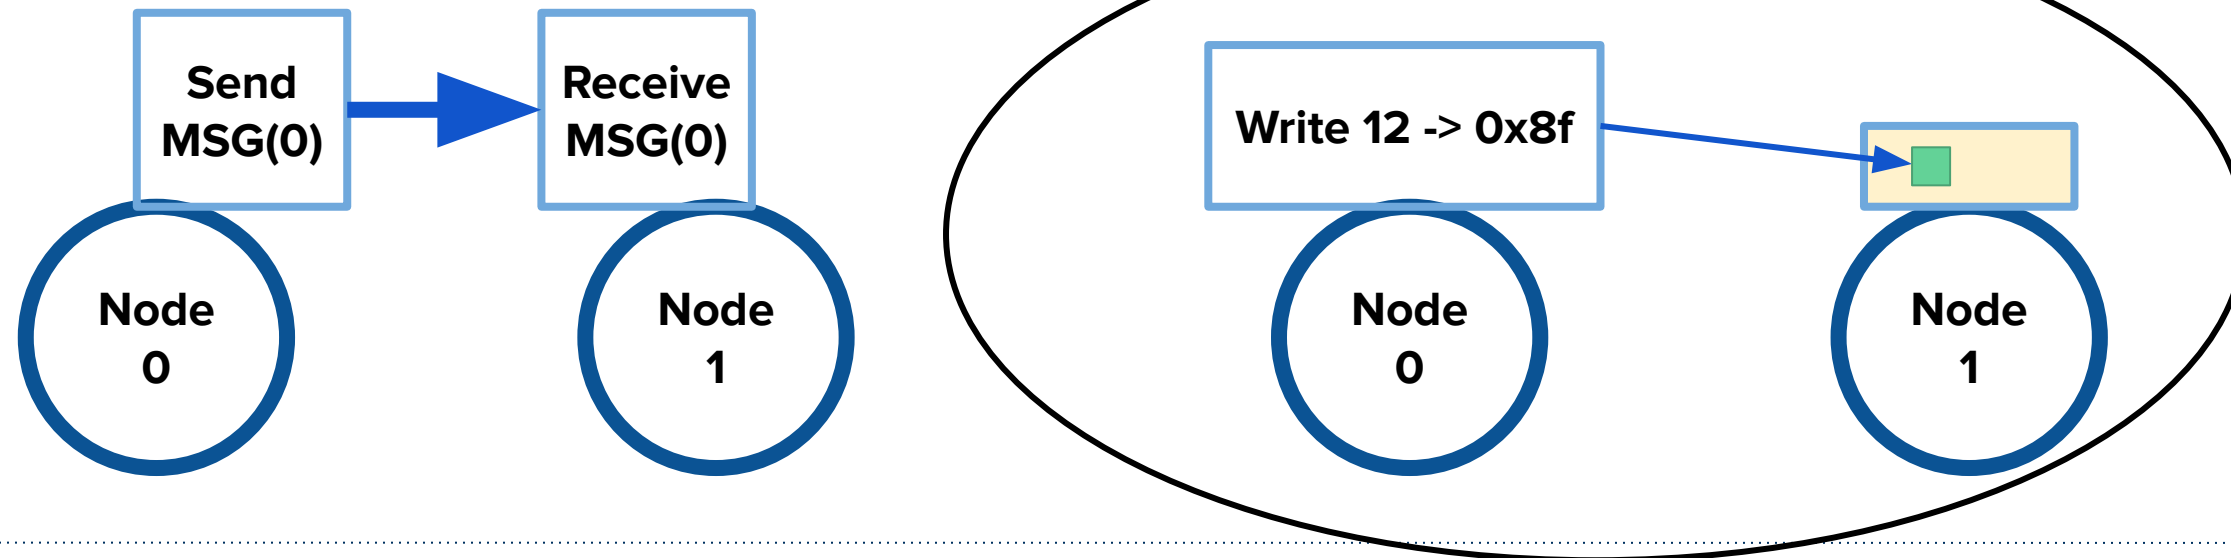 Send
MSG(0)
Receive
MSG(0)
Node
0
Node
1
Write 12 -> 0x8f
Node
0
Node
1